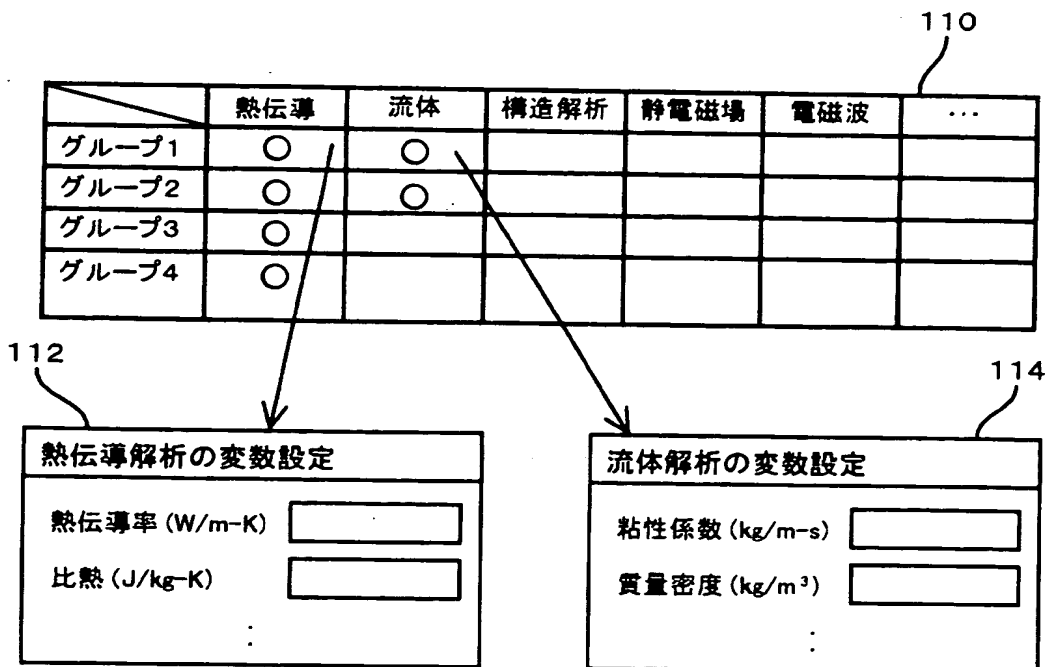 110
熱伝導 流体 構造解析 静電磁場 電磁波 ···
グループ1 ○ ○
グループ2 ○ ○
グループ3 ○
グループ4 ○
112
114
熱伝導解析の変数設定
熱伝導率(W/m-K)
比熱(J/kg-K)
:
流体解析の変数設定
粘性係数(kg/m-s)
質量密度(kg/m³)
: